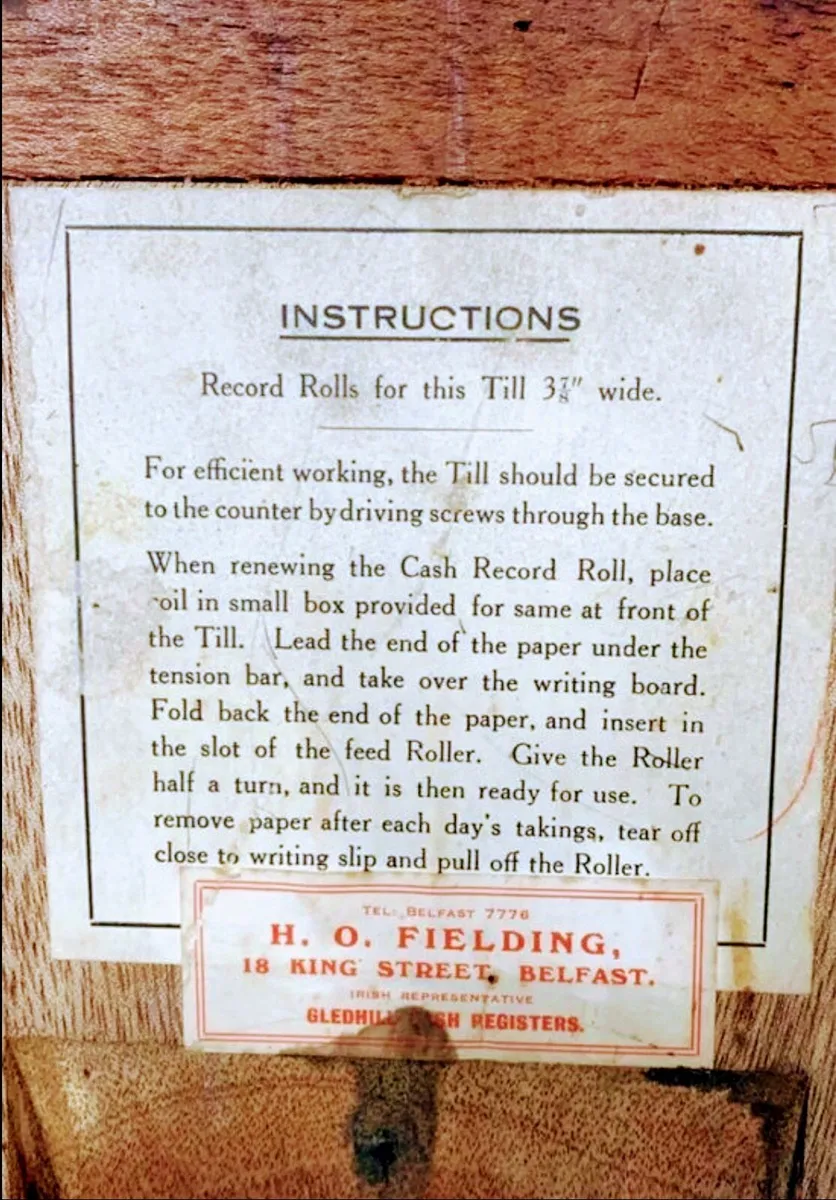 INSTRUCTIONS
Record Rolls for this Till 3⅞" wide.
For efficient working, the Till should be secured
to the counter by driving screws through the base.
When renewing the Cash Record Roll, place
oil in small box provided for same at front of
the Till. Lead the end of the paper under the
tension bar, and take over the writing board.
Fold back the end of the paper, and insert in
the slot of the feed Roller. Give the Roller
half a turn, and it is then ready for use. To
remove paper after each day's takings, tear off
close to writing slip and pull off the Roller.
TEL: BELFAST 7776
H. O. FIELDING,
18 KING STREET, BELFAST.
IRISH REPRESENTATIVE
REGISTERS.